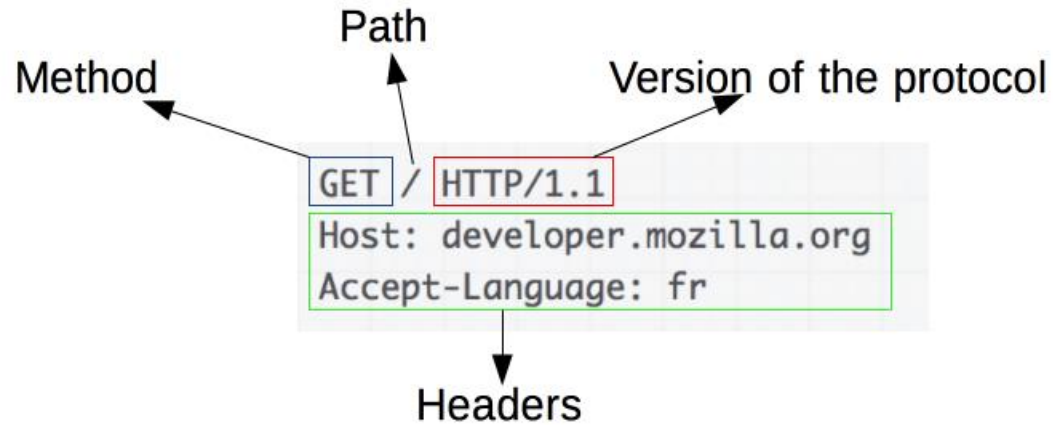 Path
Method
Version of the protocol
GET / HTTP/1.1
Host: developer.mozilla.org
Accept-Language: fr
Headers